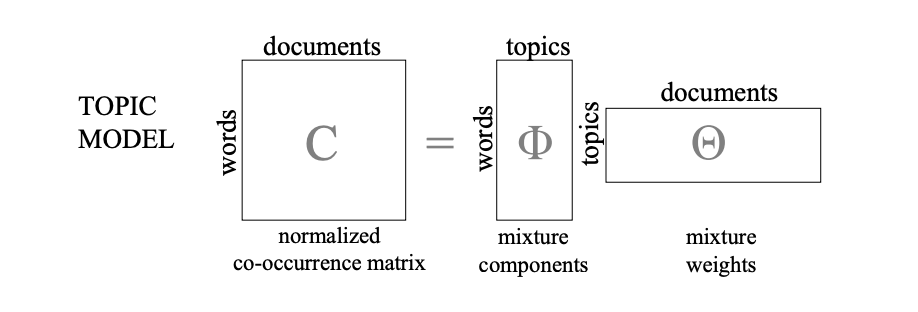 TOPIC
MODEL
documents
words
C
normalized
co-occurrence matrix
=
topics
words
Φ
mixture
components
documents
topics
Θ
mixture
weights